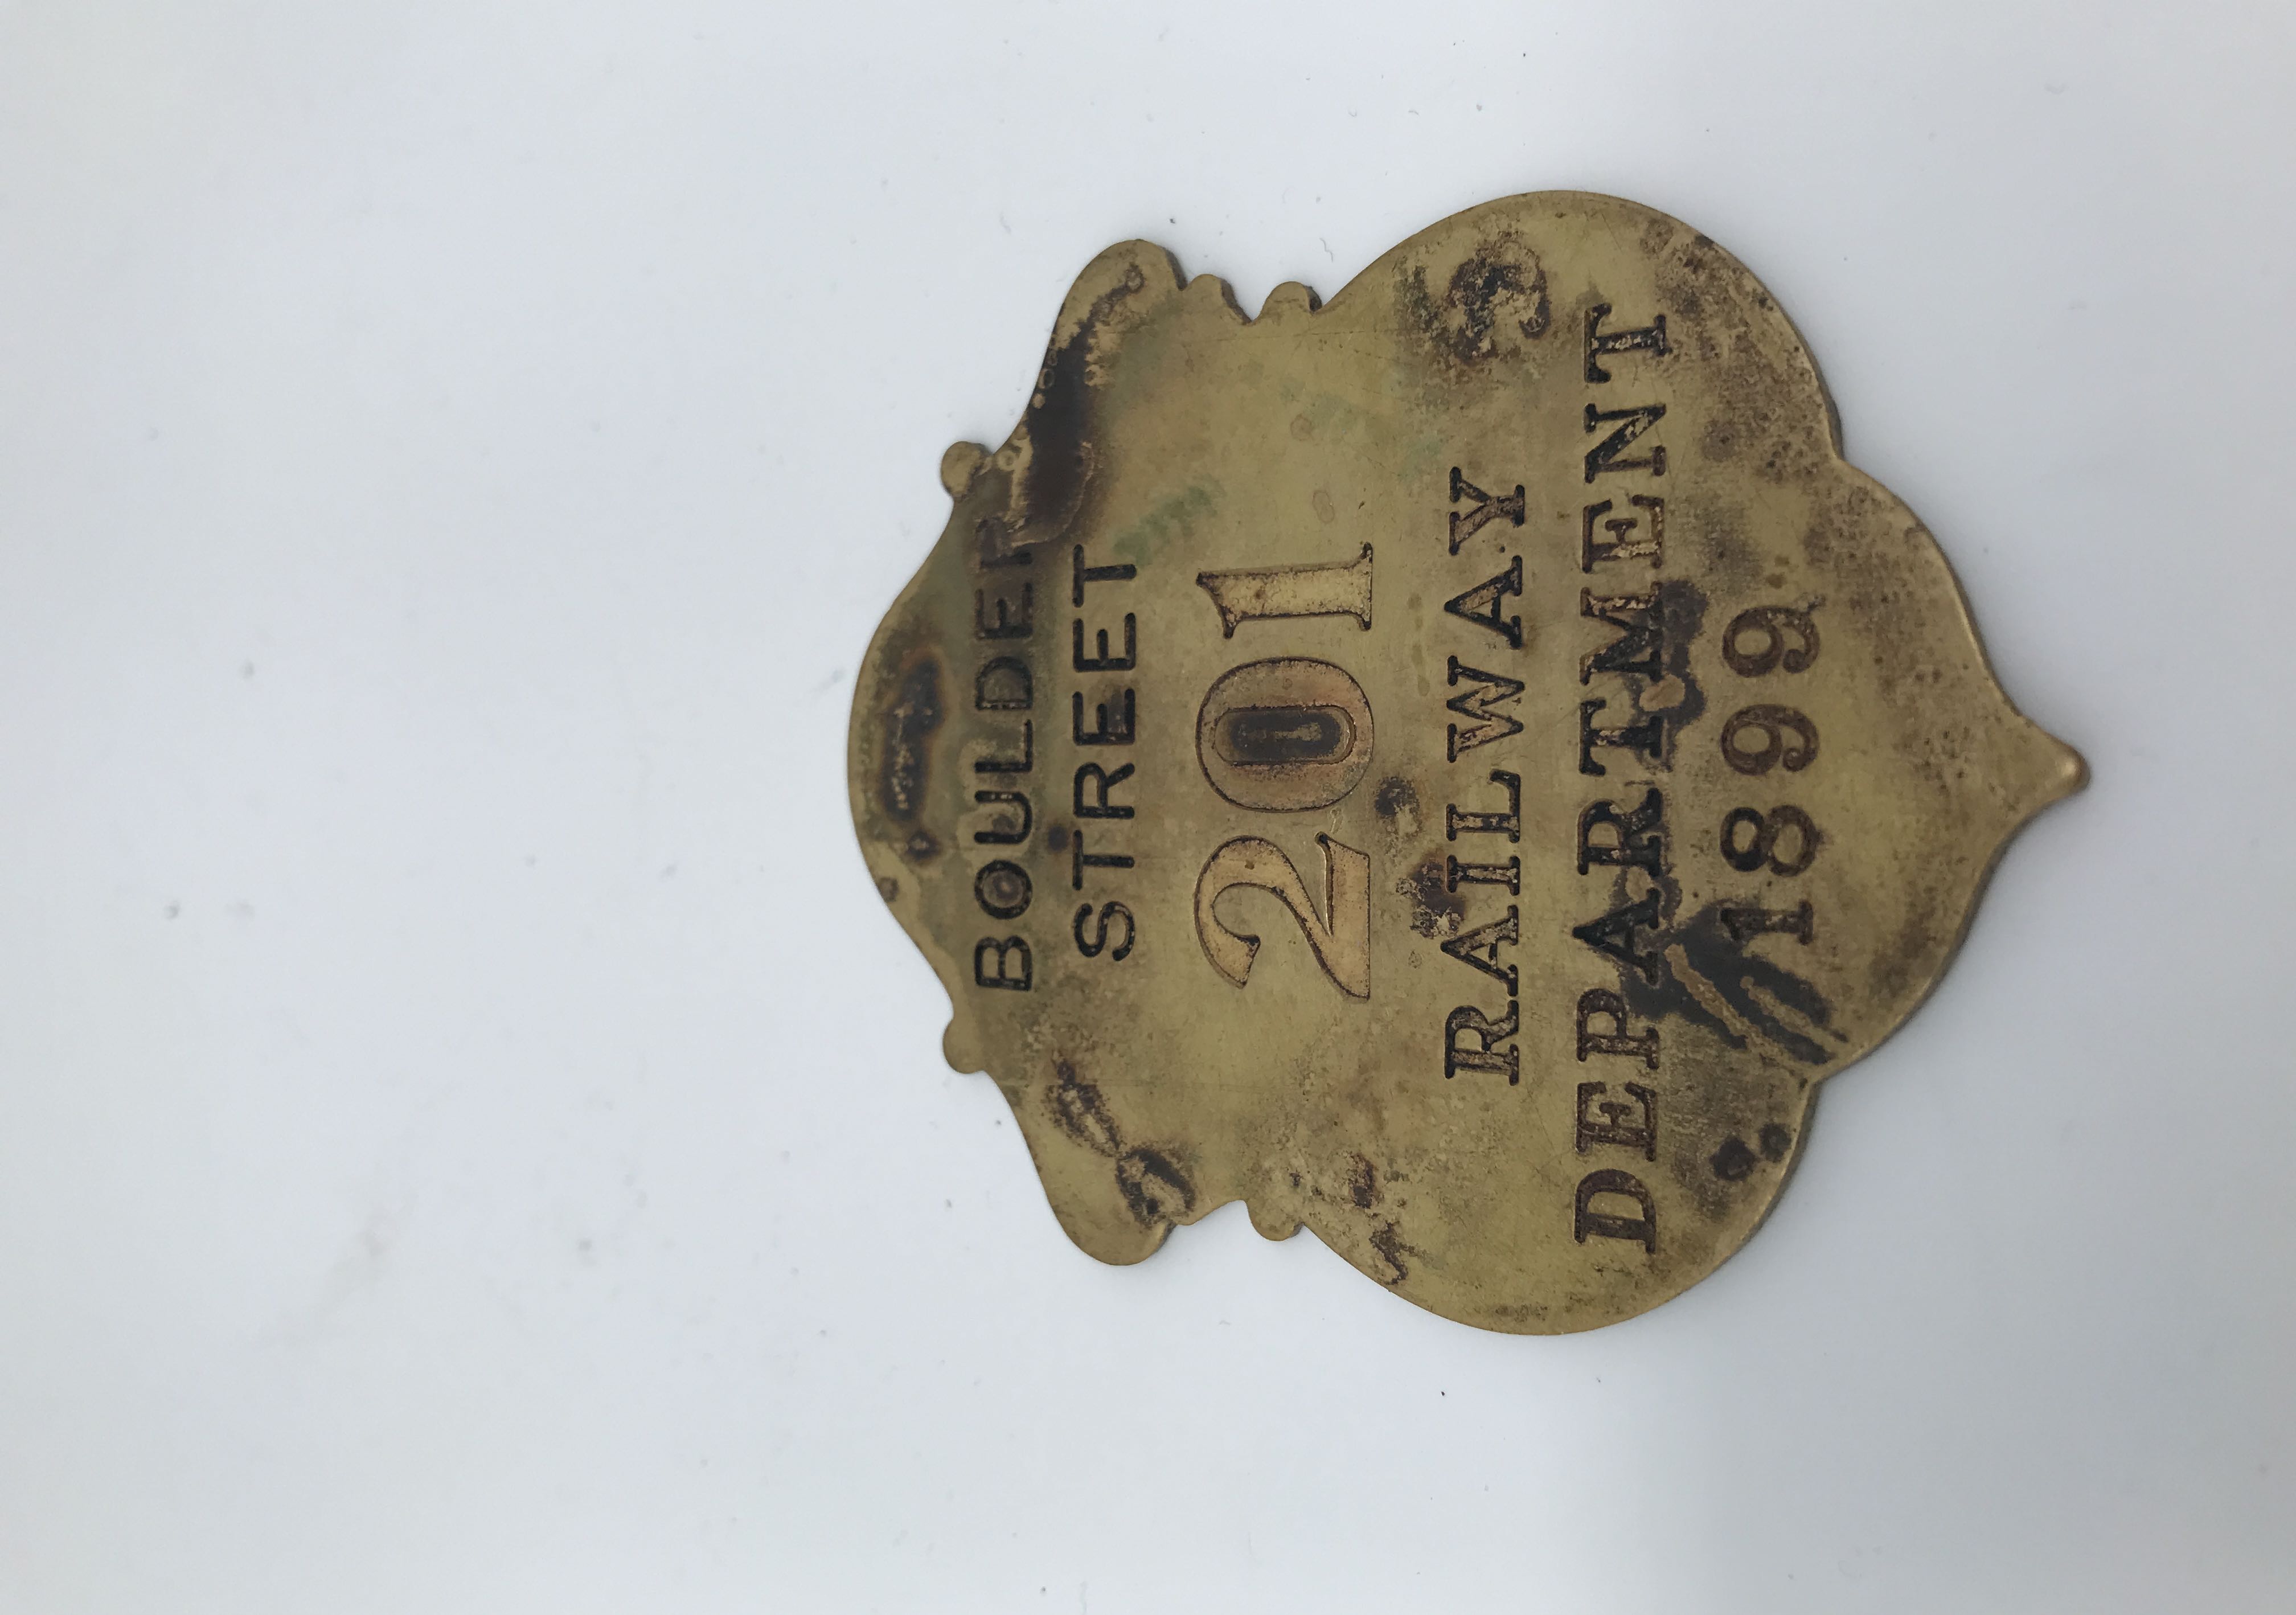 BOULDER
STREET
201
RAILWAY
DEPARTMENT
1899